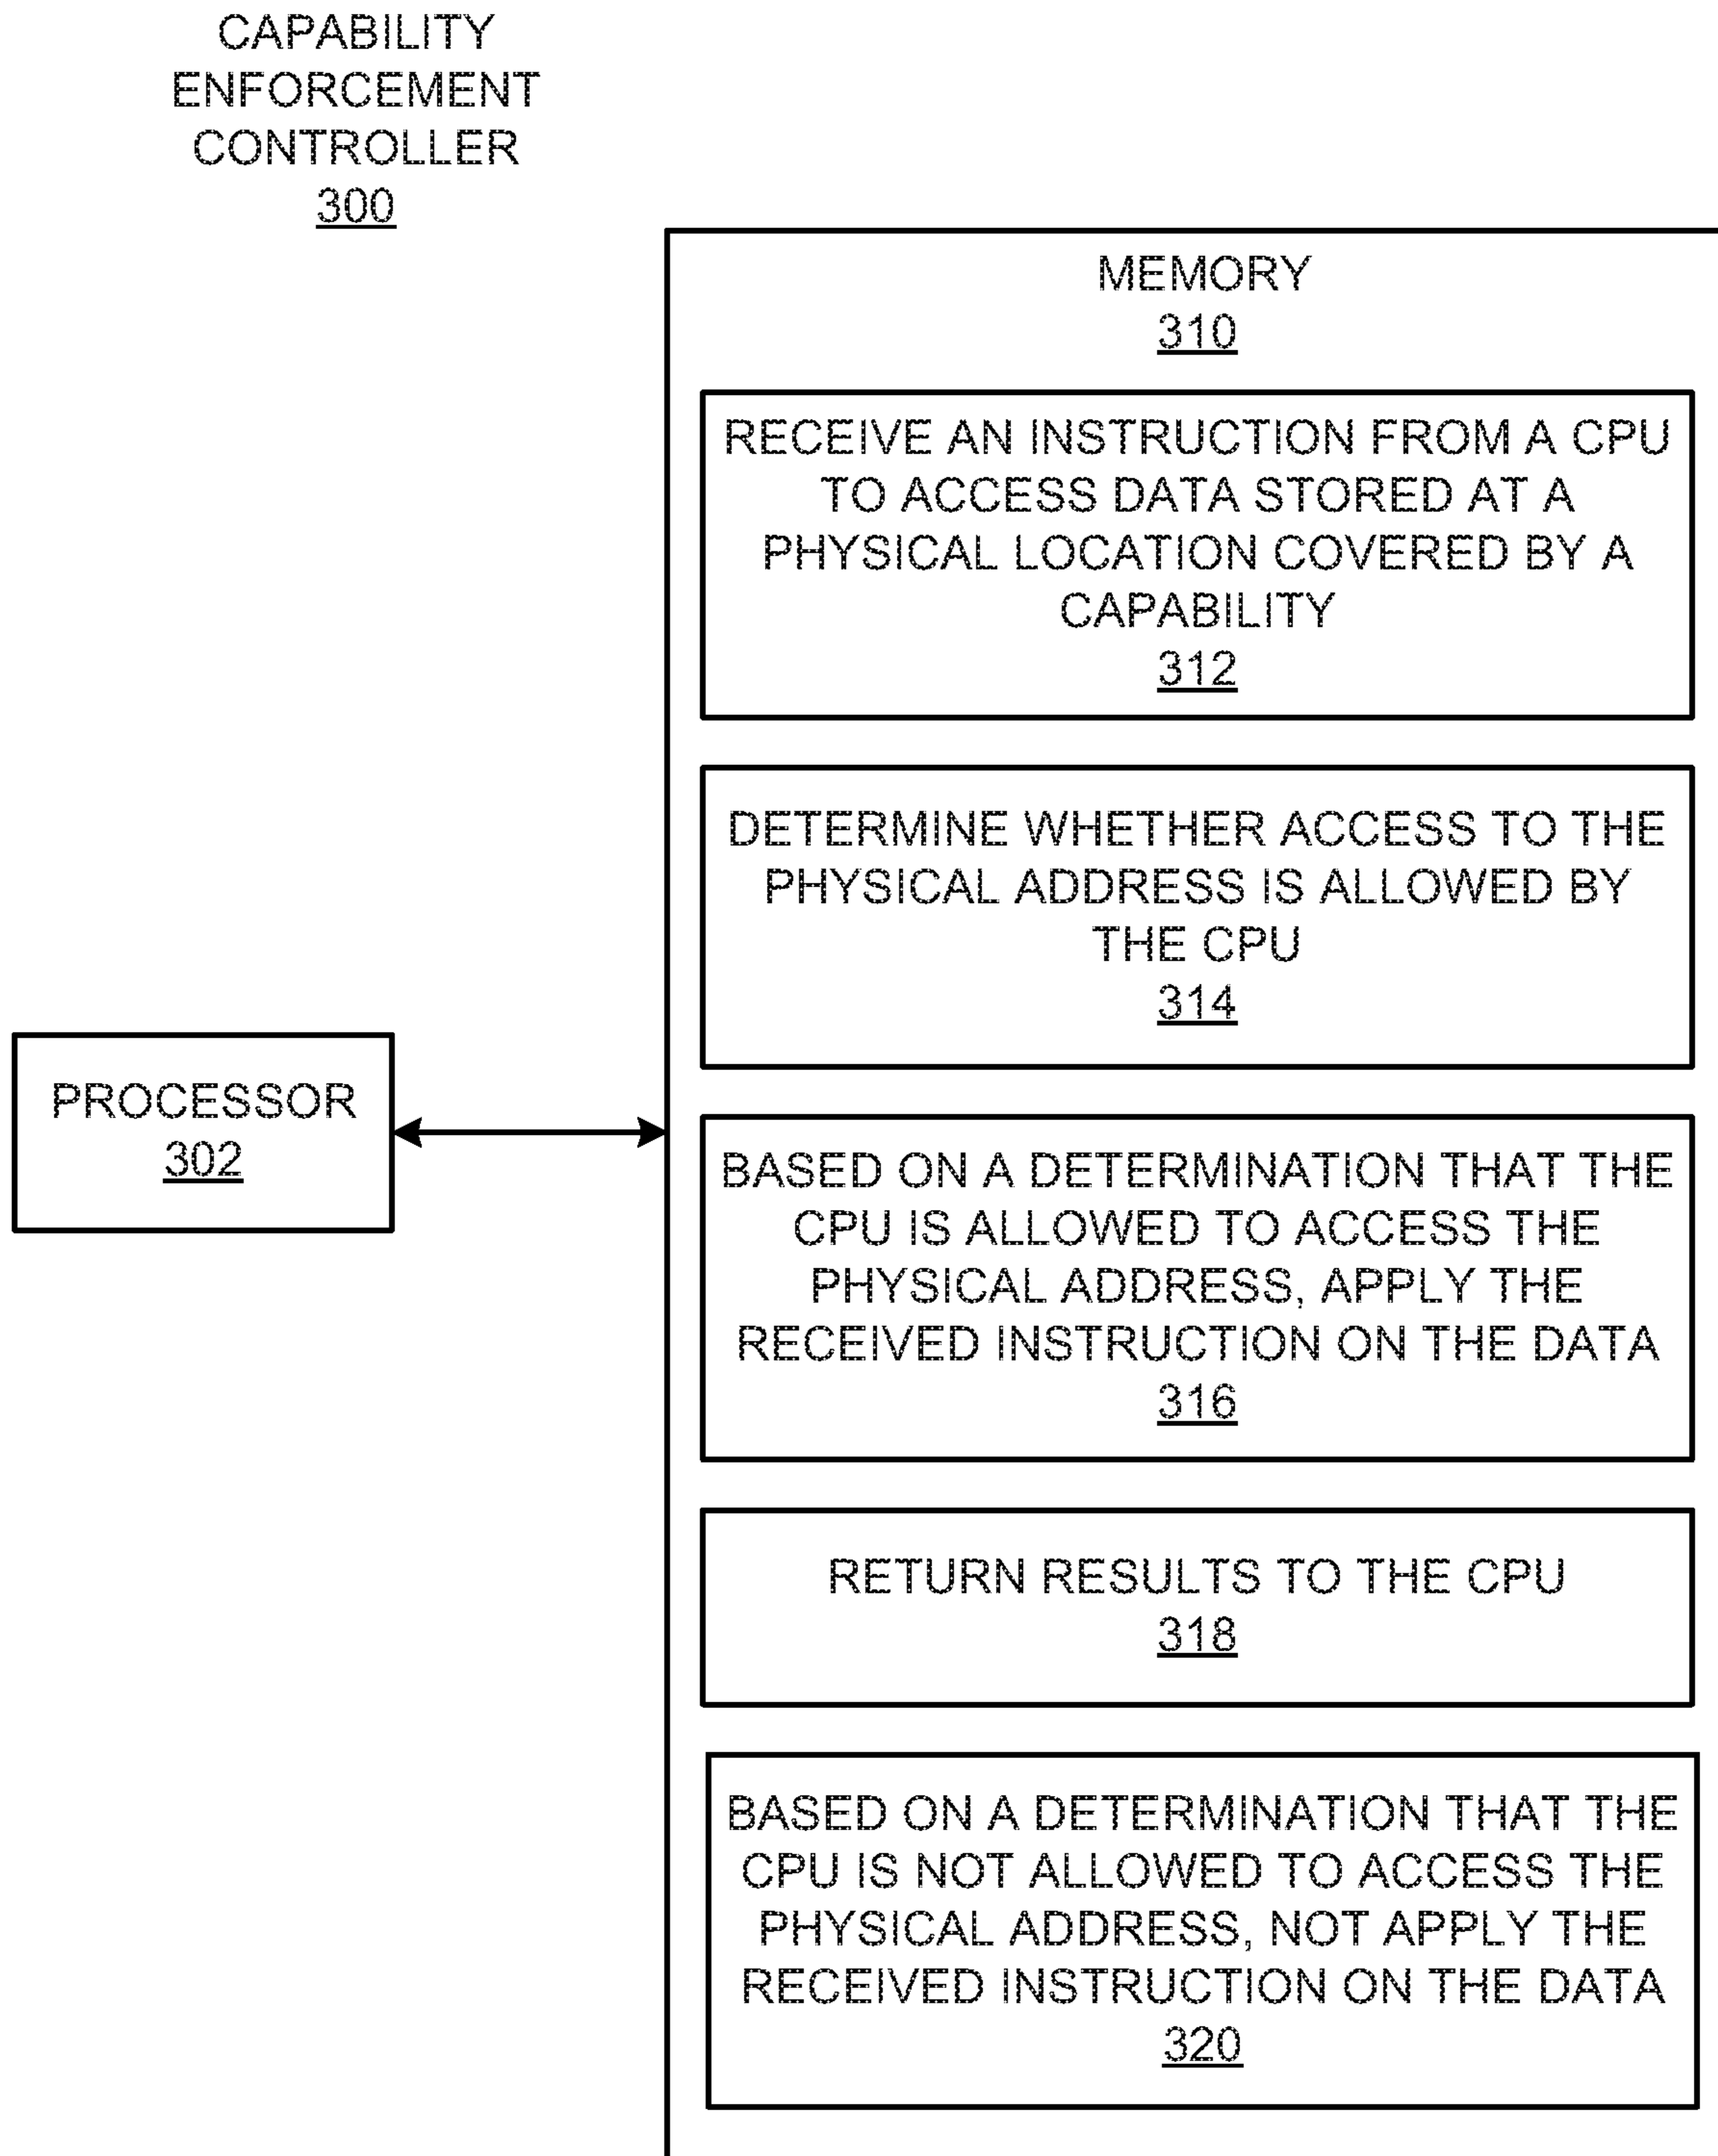 CAPABILITY
ENFORCEMENT
CONTROLLER
300
MEMORY
310
RECEIVE AN INSTRUCTION FROM A CPU
TO ACCESS DATA STORED AT A
PHYSICAL LOCATION COVERED BY A
CAPABILITY
312
DETERMINE WHETHER ACCESS TO THE
PHYSICAL ADDRESS IS ALLOWED BY
THE CPU
314
PROCESSOR
302
BASED ON A DETERMINATION THAT THE
CPU IS ALLOWED TO ACCESS THE
PHYSICAL ADDRESS, APPLY THE
RECEIVED INSTRUCTION ON THE DATA
316
RETURN RESULTS TO THE CPU
318
BASED ON A DETERMINATION THAT THE
CPU IS NOT ALLOWED TO ACCESS THE
PHYSICAL ADDRESS, NOT APPLY THE
RECEIVED INSTRUCTION ON THE DATA
320